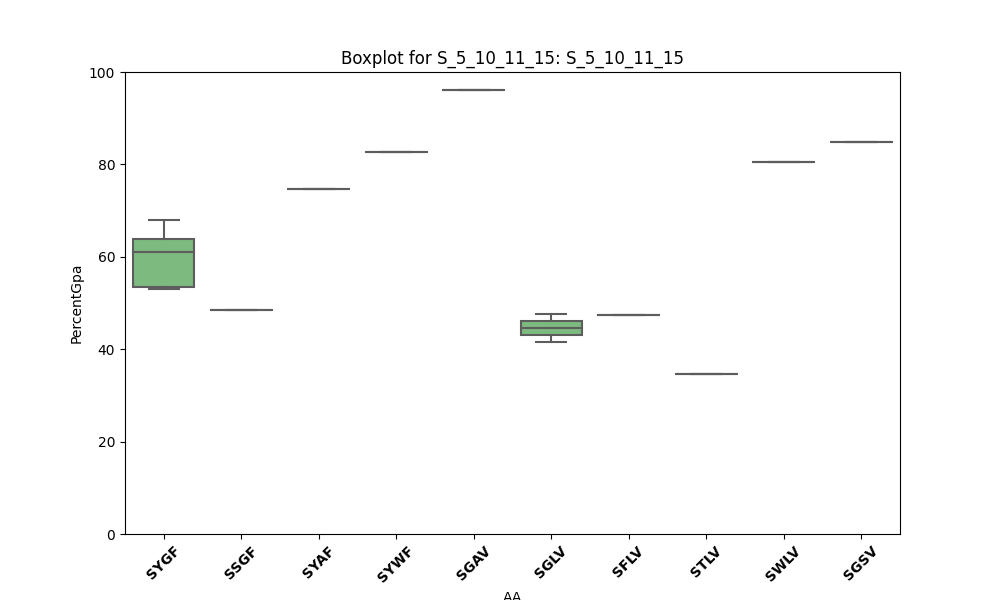 Boxplot for S_5_10_11_15: S_5_10_11_15
100
80
60
40
20
0
PercentGpa
SYGF
SSGF
SYAF
SYWF
SGAV
SGLV
SFLV
STLV
SWLV
SGSV
AA